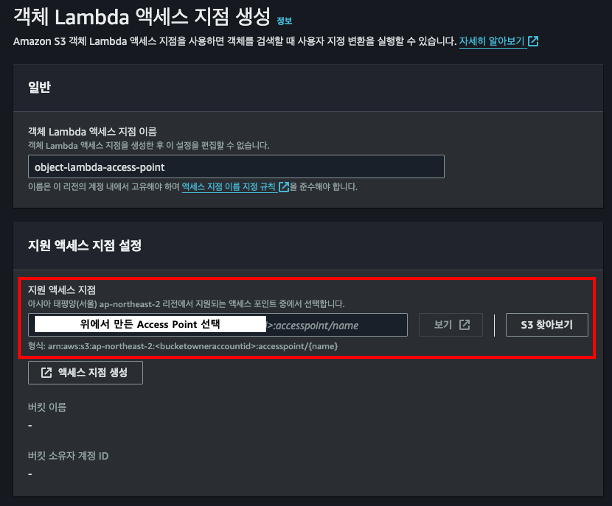 객체 Lambda 액세스 지점 생성 정보
Amazon S3 객체 Lambda 액세스 지점을 사용하면 객체를 검색할 때 사용자 지정 변환을 실행할 수 있습니다. 자세히 알아보기
일반
객체 Lambda 액세스 지점 이름
객체 Lambda 액세스 지점을 생성한 후 이 설정을 편집할 수 없습니다.
object-lambda-access-point
이름은 이 리전의 계정 내에서 고유해야 하며 액세스 지점 이름 지정 규칙 을 준수해야 합니다.
지원 액세스 지점 설정
지원 액세스 지점
아시아 태평양(서울) ap-northeast-2 리전에서 지원되는 액세스 포인트 중에서 선택합니다.
위에서 만든 Access Point 선택 >:accesspoint/name 보기 S3 찾아보기
형식: arn:aws:s3:ap-northeast-2:<bucketowneraccountid>:accesspoint/{name}
액세스 지점 생성
버킷 이름
-
버킷 소유자 계정 ID
-